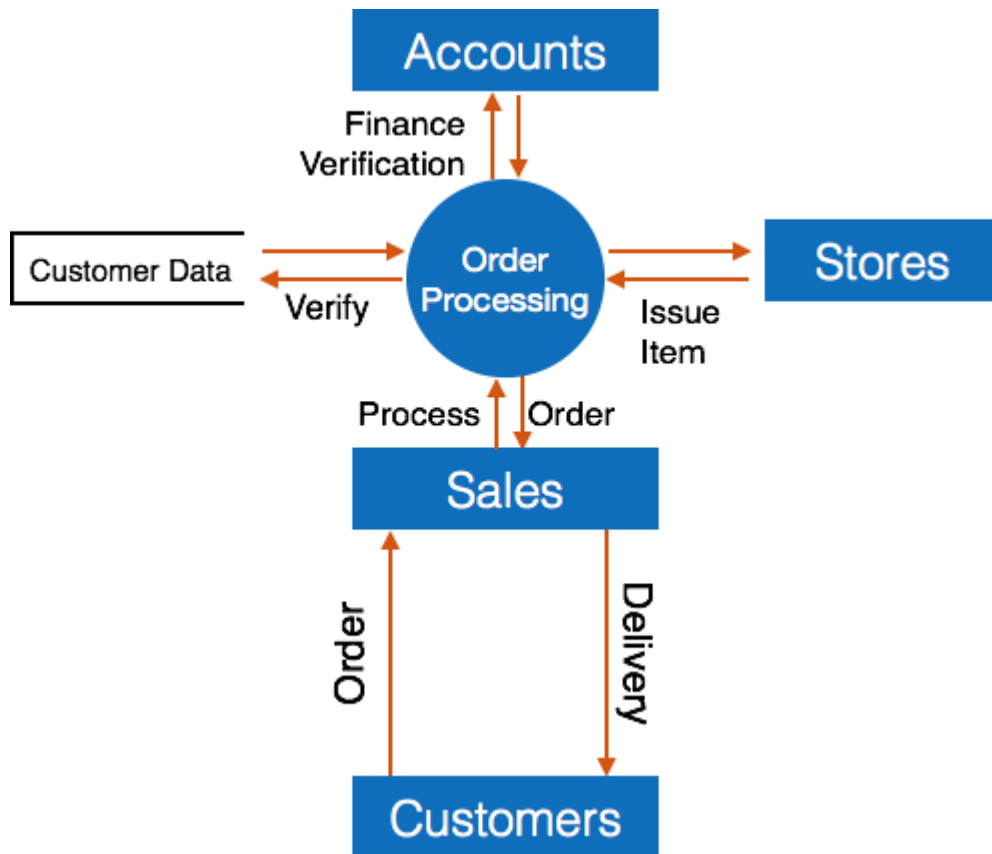 Accounts
Finance
Verification
Customer Data
Order
Processing
Stores
Verify
Issue
Item
Process
Order
Sales
Order
Delivery
Customers